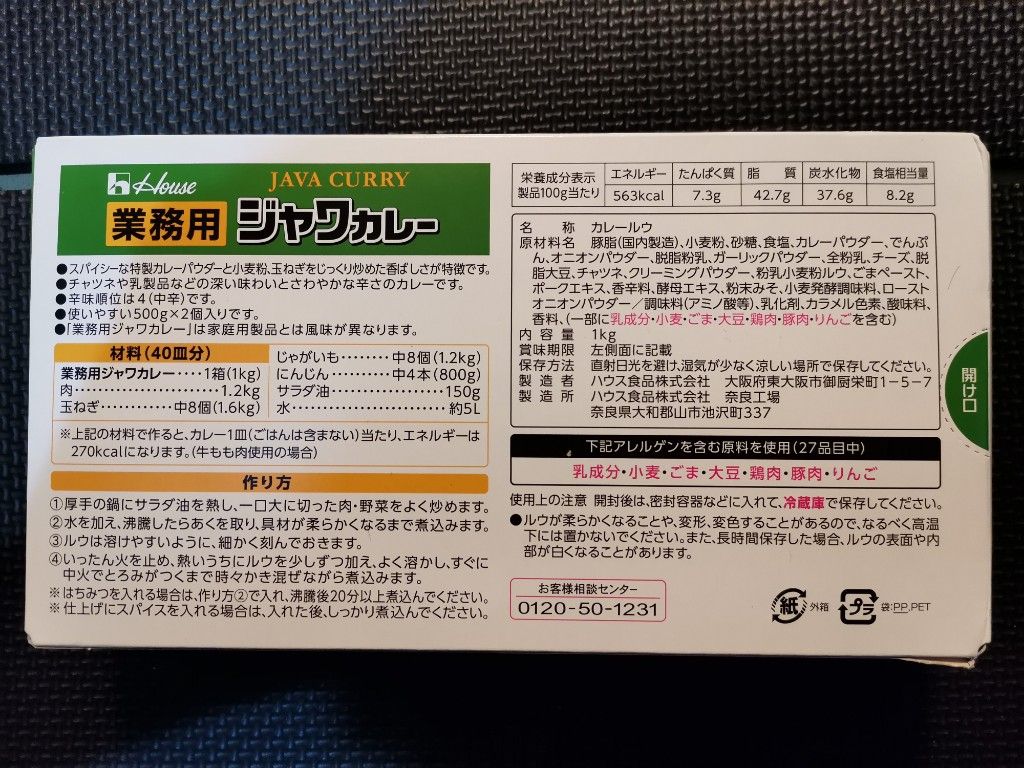 House
JAVA CURRY
業務用 ジャワカレー
●スパイシーな特製カレーパウダーと小麦粉、玉ねぎをじっくり炒めた香ばしさが特徴です。
●チャツネや乳製品などの深い味わいとさわやかな辛さのカレーです。
●辛味順位は4(中辛)です。
●使いやすい500g×2個入りです。
●「業務用ジャワカレー」は家庭用製品とは風味が異なります。
材料(40皿分)
業務用ジャワカレー‥‥1箱(1kg)
肉‥‥‥‥‥‥‥‥‥‥1.2kg
玉ねぎ‥‥‥‥‥‥中8個(1.6kg)
じゃがいも‥‥‥‥中8個(1.2kg)
にんじん‥‥‥‥‥中4本(800g)
サラダ油‥‥‥‥‥‥‥‥150g
水‥‥‥‥‥‥‥‥‥‥約5L
※上記の材料で作ると、カレー1皿(ごはんは含まない)当たり、エネルギーは
270kcalになります。(牛もも肉使用の場合)
作り方
①厚手の鍋にサラダ油を熱し、一口大に切った肉・野菜をよく炒めます。
②水を加え、沸騰したらあくを取り、具材が柔らかくなるまで煮込みます。
③ルウは溶けやすいように、細かく刻んでおきます。
④いったん火を止め、熱いうちにルウを少しずつ加え、よく溶かし、すぐに
中火でとろみがつくまで時々かき混ぜながら煮込みます。
※はちみつを入れる場合は、作り方②で入れ、沸騰後20分以上煮込んでください。
※仕上げにスパイスを入れる場合は、入れた後、しっかり煮込んでください。
栄養成分表示
製品100g当たり
エネルギー たんぱく質 脂質 炭水化物 食塩相当量
563kcal 7.3g 42.7g 37.6g 8.2g
名称 カレールウ
原材料名 豚脂(国内製造)、小麦粉、砂糖、食塩、カレーパウダー、でんぷ
ん、オニオンパウダー、脱脂粉乳、ガーリックパウダー、全粉乳、チーズ、脱
脂大豆、チャツネ、クリーミングパウダー、粉乳小麦粉ルウ、ごまペースト、
ポークエキス、香辛料、酵母エキス、粉末みそ、小麦発酵調味料、ロースト
オニオンパウダー/調味料(アミノ酸等)、乳化剤、カラメル色素、酸味料、
香料、(一部に乳成分・小麦・ごま・大豆・鶏肉・豚肉・りんごを含む)
内容量 1kg
賞味期限 左側面に記載
保存方法 直射日光を避け、湿気が少なく涼しい場所で保存してください。
製造者 ハウス食品株式会社 大阪府東大阪市御厨栄町1-5-7
製造所 ハウス食品株式会社 奈良工場
奈良県大和郡山市池沢町337
開け口
下記アレルゲンを含む原料を使用(27品目中)
乳成分・小麦・ごま・大豆・鶏肉・豚肉・りんご
使用上の注意 開封後は、密封容器などに入れて、冷蔵庫で保存してください。
●ルウが柔らかくなることや、変形、変色することがあるので、なるべく高温
下には置かないでください。また、長時間保存した場合、ルウの表面や内
部が白くなることがあります。
お客様相談センター
0120-50-1231
紙 外箱 プラ 袋:PP,PET